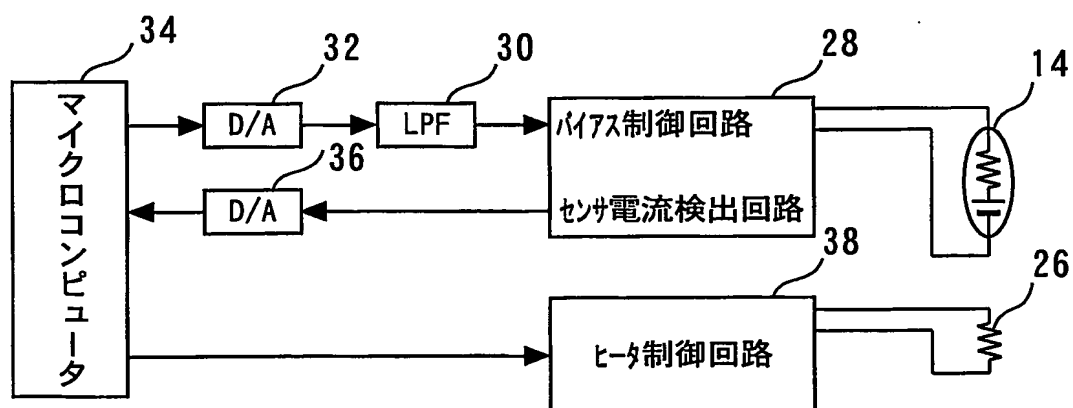 34
32
30
28
14
マイクロコンピュータ
D/A
LPF
バイアス制御回路
36
D/A
センサ電流検出回路
38
26
ヒータ制御回路